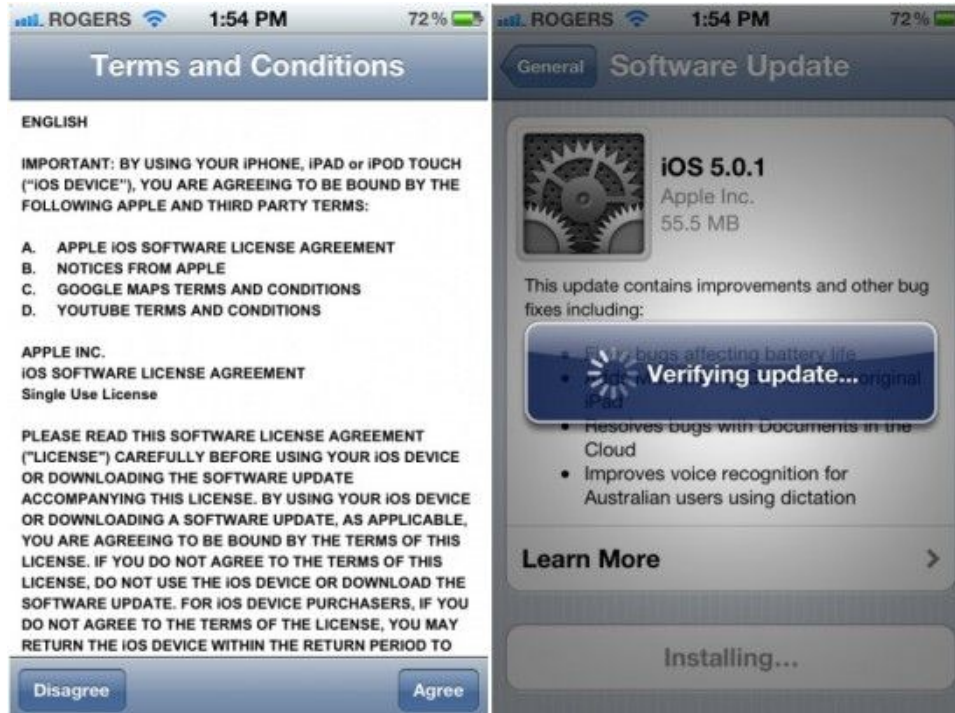 ROGERS 1:54 PM 72%
Terms and Conditions
ENGLISH
IMPORTANT: BY USING YOUR iPHONE, iPAD or iPOD TOUCH
("iOS DEVICE"), YOU ARE AGREEING TO BE BOUND BY THE
FOLLOWING APPLE AND THIRD PARTY TERMS:
A. APPLE iOS SOFTWARE LICENSE AGREEMENT
B. NOTICES FROM APPLE
C. GOOGLE MAPS TERMS AND CONDITIONS
D. YOUTUBE TERMS AND CONDITIONS
APPLE INC.
iOS SOFTWARE LICENSE AGREEMENT
Single Use License
PLEASE READ THIS SOFTWARE LICENSE AGREEMENT
("LICENSE") CAREFULLY BEFORE USING YOUR iOS DEVICE
OR DOWNLOADING THE SOFTWARE UPDATE
ACCOMPANYING THIS LICENSE. BY USING YOUR iOS DEVICE
OR DOWNLOADING A SOFTWARE UPDATE, AS APPLICABLE,
YOU ARE AGREEING TO BE BOUND BY THE TERMS OF THIS
LICENSE. IF YOU DO NOT AGREE TO THE TERMS OF THIS
LICENSE, DO NOT USE THE iOS DEVICE OR DOWNLOAD THE
SOFTWARE UPDATE. FOR iOS DEVICE PURCHASERS, IF YOU
DO NOT AGREE TO THE TERMS OF THE LICENSE, YOU MAY
RETURN THE iOS DEVICE WITHIN THE RETURN PERIOD TO
Disagree Agree
ROGERS 1:54 PM 72%
General Software Update
iOS 5.0.1
Apple Inc.
55.5 MB
This update contains improvements and other bug
fixes including:
bugs affecting battery life
Verifying update...
original
iPad
Resolves bugs with Documents in the
Cloud
Improves voice recognition for
Australian users using dictation
Learn More
Installing...